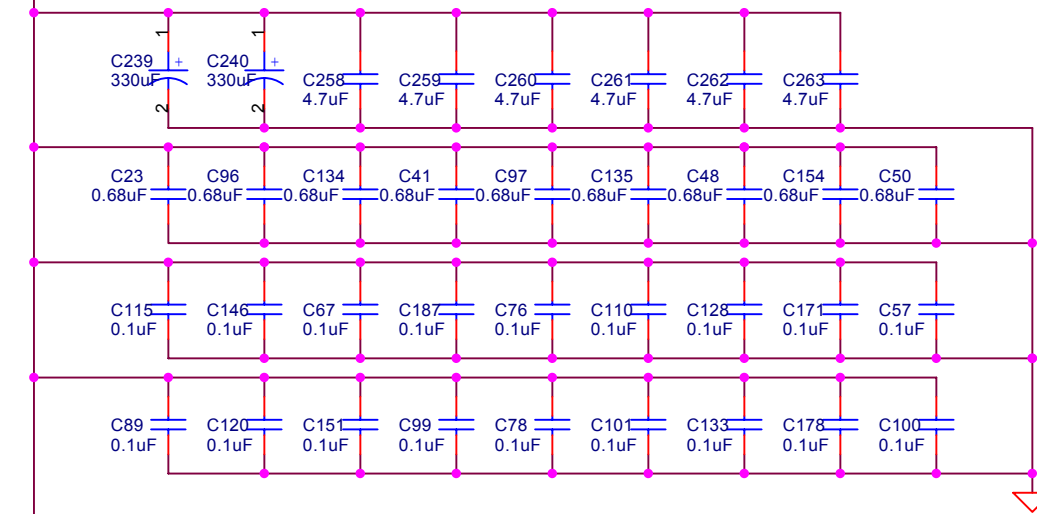 1 1
C239 + C240 + C258 C259 C260 C261 C262 C263
330uF 330uF 4.7uF 4.7uF 4.7uF 4.7uF 4.7uF 4.7uF
2 2
C23 C96 C134 C41 C97 C135 C48 C154 C50
0.68uF 0.68uF 0.68uF 0.68uF 0.68uF 0.68uF 0.68uF 0.68uF 0.68uF
C115 C146 C67 C187 C76 C110 C128 C171 C57
0.1uF 0.1uF 0.1uF 0.1uF 0.1uF 0.1uF 0.1uF 0.1uF 0.1uF
C89 C120 C151 C99 C78 C101 C133 C178 C100
0.1uF 0.1uF 0.1uF 0.1uF 0.1uF 0.1uF 0.1uF 0.1uF 0.1uF